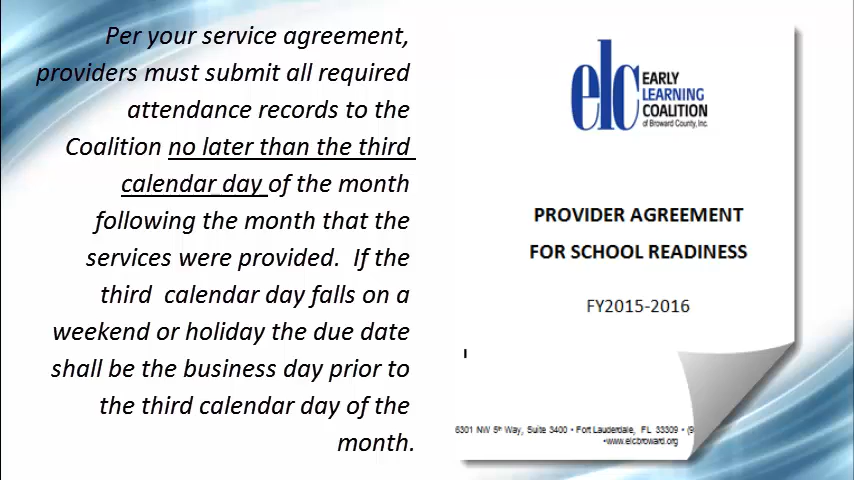 Per your service agreement,
providers must submit all required
attendance records to the
Coalition no later than the third
calendar day of the month
following the month that the
services were provided.  If the
third  calendar day falls on a
weekend or holiday the due date
shall be the business day prior to
the third calendar day of the
month.
elc
EARLY
LEARNING
COALITION
of Broward County, Inc.
PROVIDER AGREEMENT
FOR SCHOOL READINESS
FY2015-2016
6301 NW 5th Way, Suite 3400 • Fort Lauderdale, FL 33309 • (9
•www.elcbroward.org